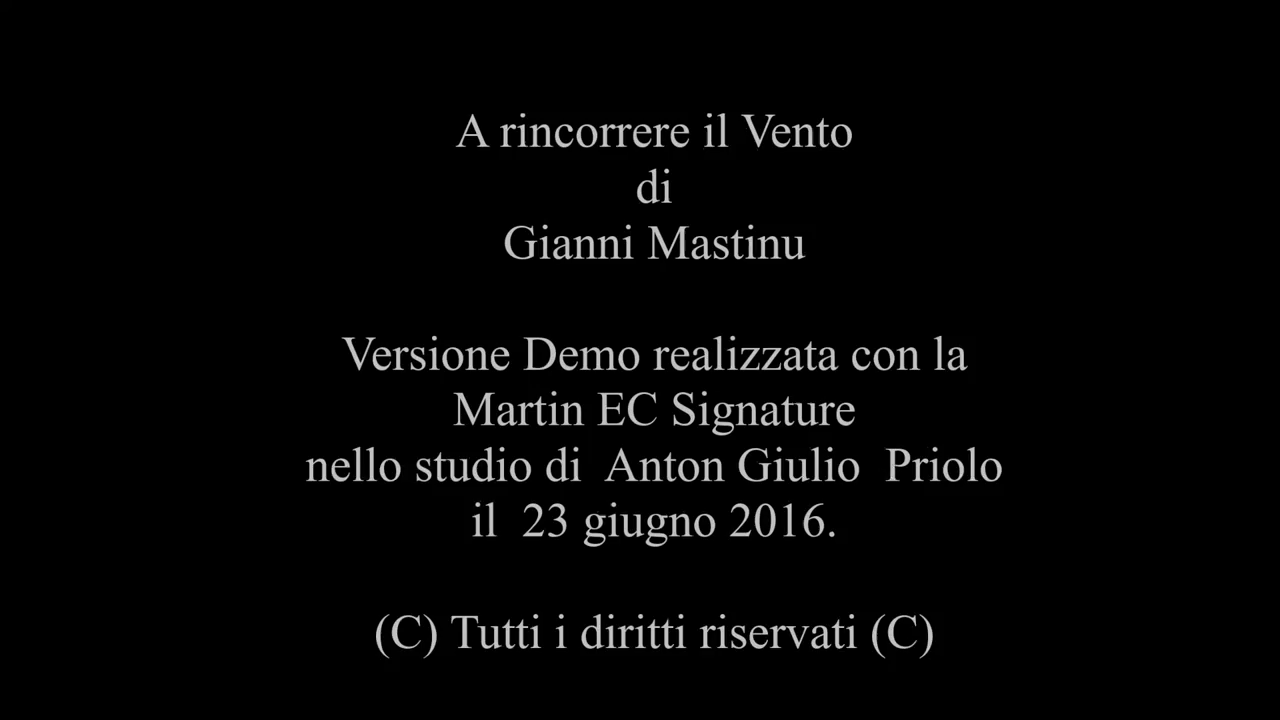 A rincorrere il Vento
di
Gianni Mastinu
Versione Demo realizzata con la
Martin EC Signature
nello studio di  Anton Giulio  Priolo
il  23 giugno 2016.
(C) Tutti i diritti riservati (C)